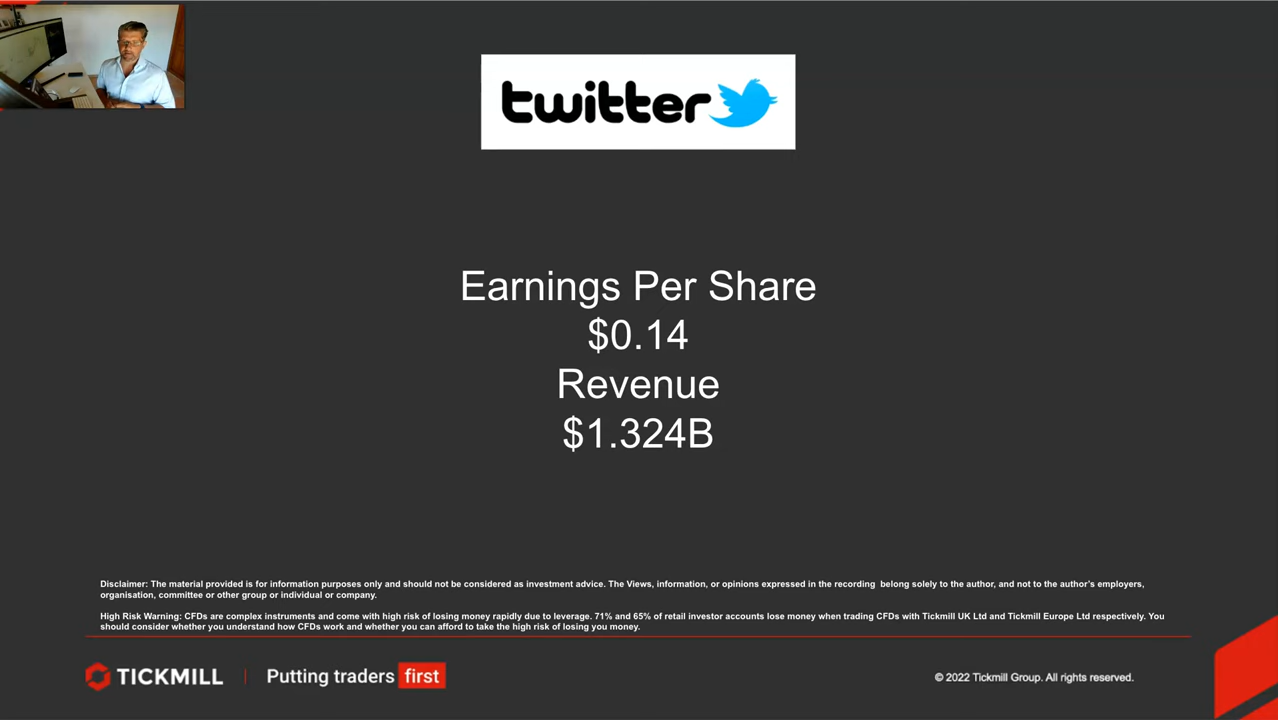 twitter
Earnings Per Share
$0.14
Revenue
$1.324B
Disclaimer: The material provided is for information purposes only and should not be considered as investment advice. The Views, information, or opinions expressed in the recording belong solely to the author, and not to the author's employers,
organisation, committee or other group or individual or company.
High Risk Warning: CFDs are complex instruments and come with high risk of losing money rapidly due to leverage. 71% and 65% of retail investor accounts lose money when trading CFDs with Tickmill UK Ltd and Tickmill Europe Ltd respectively. You
should consider whether you understand how CFDs work and whether you can afford to take the high risk of losing you money.
TICKMILL | Putting traders first
© 2022 Tickmill Group. All rights reserved.